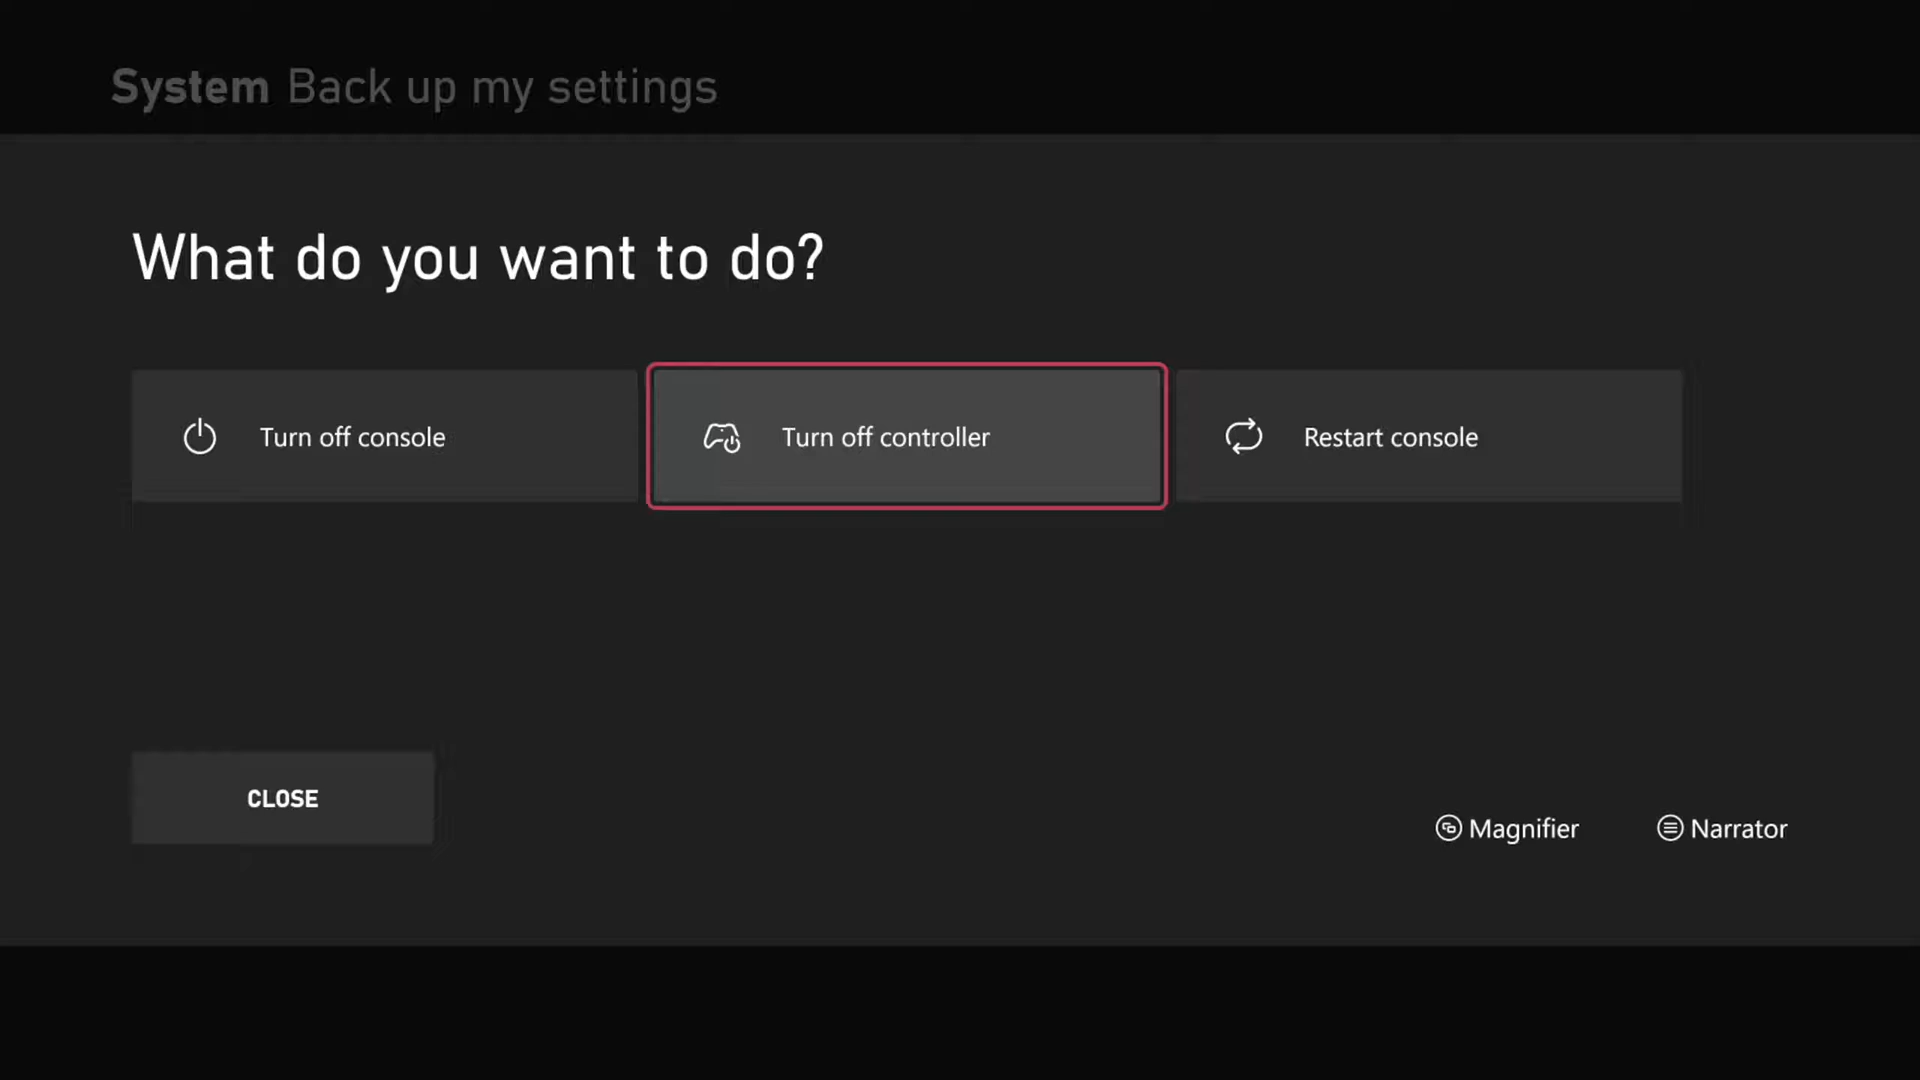 System Back up my settings
What do you want to do?
Turn off console
Turn off controller
Restart console
CLOSE
Magnifier
Narrator